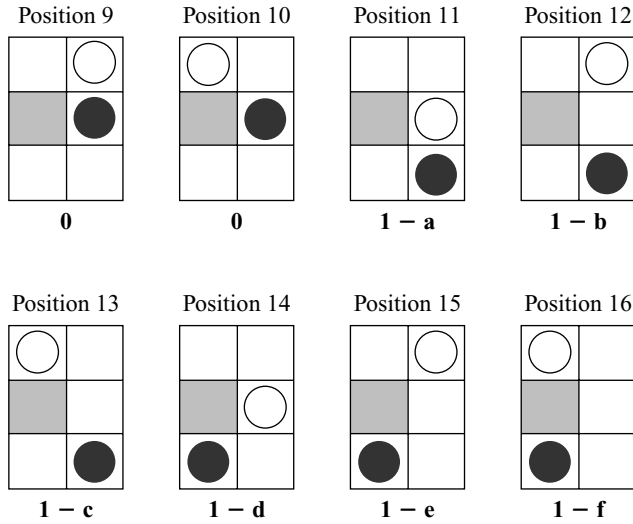 Position 9 Position 10 Position 11 Position 12
0 0 1 − a 1 − b
Position 13 Position 14 Position 15 Position 16
1 − c 1 − d 1 − e 1 − f